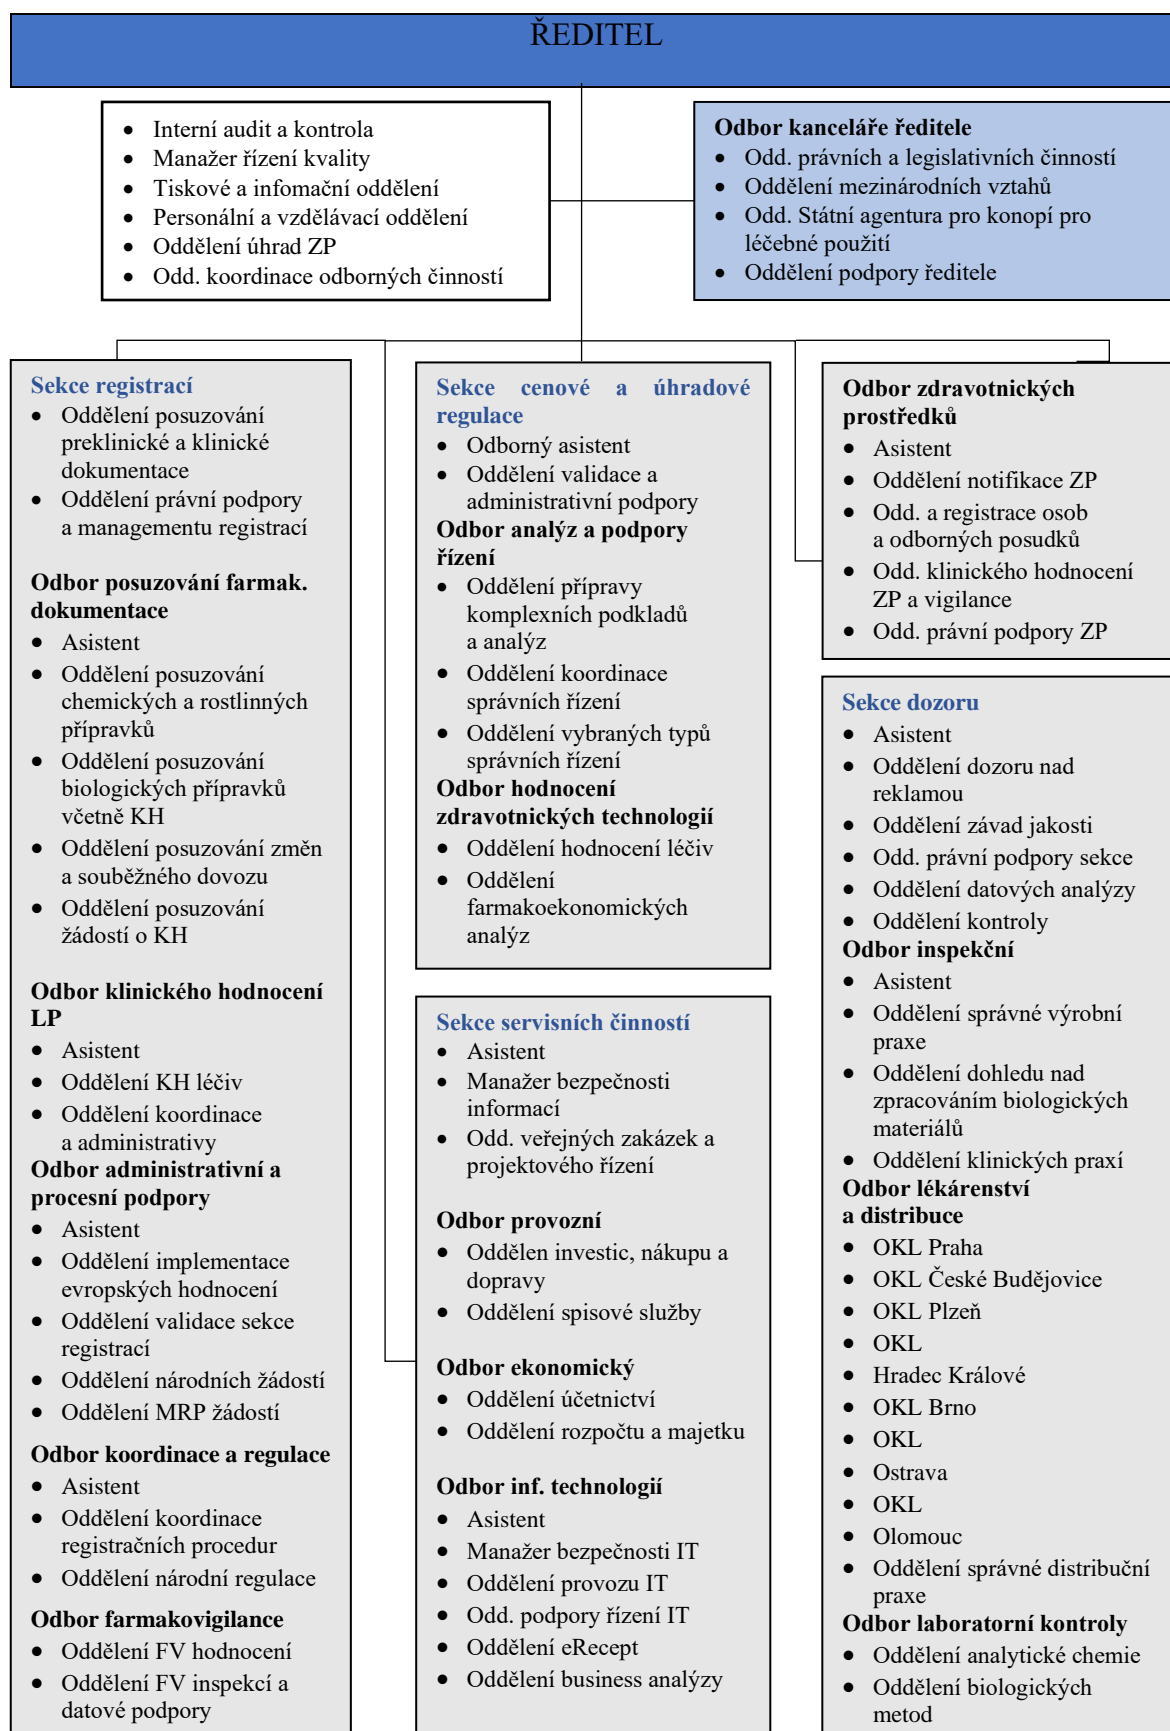 ŘEDITEL
• Interní audit a kontrola
• Manažer řízení kvality
• Tiskové a infomační oddělení
• Personální a vzdělávací oddělení
• Oddělení úhrad ZP
• Odd. koordinace odborných činností
Odbor kanceláře ředitele
• Odd. právních a legislativních činností
• Oddělení mezinárodních vztahů
• Odd. Státní agentura pro konopí pro
léčebné použití
• Oddělení podpory ředitele
Sekce registrací
• Oddělení posuzování
preklinické a klinické
dokumentace
• Oddělení právní podpory
a managementu registrací
Odbor posuzování farmak.
dokumentace
• Asistent
• Oddělení posuzování
chemických a rostlinných
přípravků
• Oddělení posuzování
biologických přípravků
včetně KH
• Oddělení posuzování změn
a souběžného dovozu
• Oddělení posuzování
žádostí o KH
Odbor klinického hodnocení
LP
• Asistent
• Oddělení KH léčiv
• Oddělení koordinace
a administrativy
Odbor administrativní a
procesní podpory
• Asistent
• Oddělení implementace
evropských hodnocení
• Oddělení validace sekce
registrací
• Oddělení národních žádostí
• Oddělení MRP žádostí
Odbor koordinace a regulace
• Asistent
• Oddělení koordinace
registračních procedur
• Oddělení národní regulace
Odbor farmakovigilance
• Oddělení FV hodnocení
• Oddělení FV inspekcí a
datové podpory
Sekce cenové a úhradové
regulace
• Odborný asistent
• Oddělení validace a
administrativní podpory
Odbor analýz a podpory
řízení
• Oddělení přípravy
komplexních podkladů
a analýz
• Oddělení koordinace
správních řízení
• Oddělení vybraných typů
správních řízení
Odbor hodnocení
zdravotnických technologií
• Oddělení hodnocení léčiv
• Oddělení
farmakoekonomických
analýz
Sekce servisních činností
• Asistent
• Manažer bezpečnosti
informací
• Odd. veřejných zakázek a
projektového řízení
Odbor provozní
• Oddělen investic, nákupu a
dopravy
• Oddělení spisové služby
Odbor ekonomický
• Oddělení účetnictví
• Oddělení rozpočtu a majetku
Odbor inf. technologií
• Asistent
• Manažer bezpečnosti IT
• Oddělení provozu IT
• Odd. podpory řízení IT
• Oddělení eRecept
• Oddělení business analýzy
Odbor zdravotnických
prostředků
• Asistent
• Oddělení notifikace ZP
• Odd. a registrace osob
a odborných posudků
• Odd. klinického hodnocení
ZP a vigilance
• Odd. právní podpory ZP
Sekce dozoru
• Asistent
• Oddělení dozoru nad
reklamou
• Oddělení závad jakosti
• Odd. právní podpory sekce
• Oddělení datových analýzy
• Oddělení kontroly
Odbor inspekční
• Asistent
• Oddělení správné výrobní
praxe
• Oddělení dohledu nad
zpracováním biologických
materiálů
• Oddělení klinických praxí
Odbor lékárenství
a distribuce
• OKL Praha
• OKL České Budějovice
• OKL Plzeň
• OKL
• Hradec Králové
• OKL Brno
• OKL
• Ostrava
• OKL
• Olomouc
• Oddělení správné distribuční
praxe
Odbor laboratorní kontroly
• Oddělení analytické chemie
• Oddělení biologických
metod